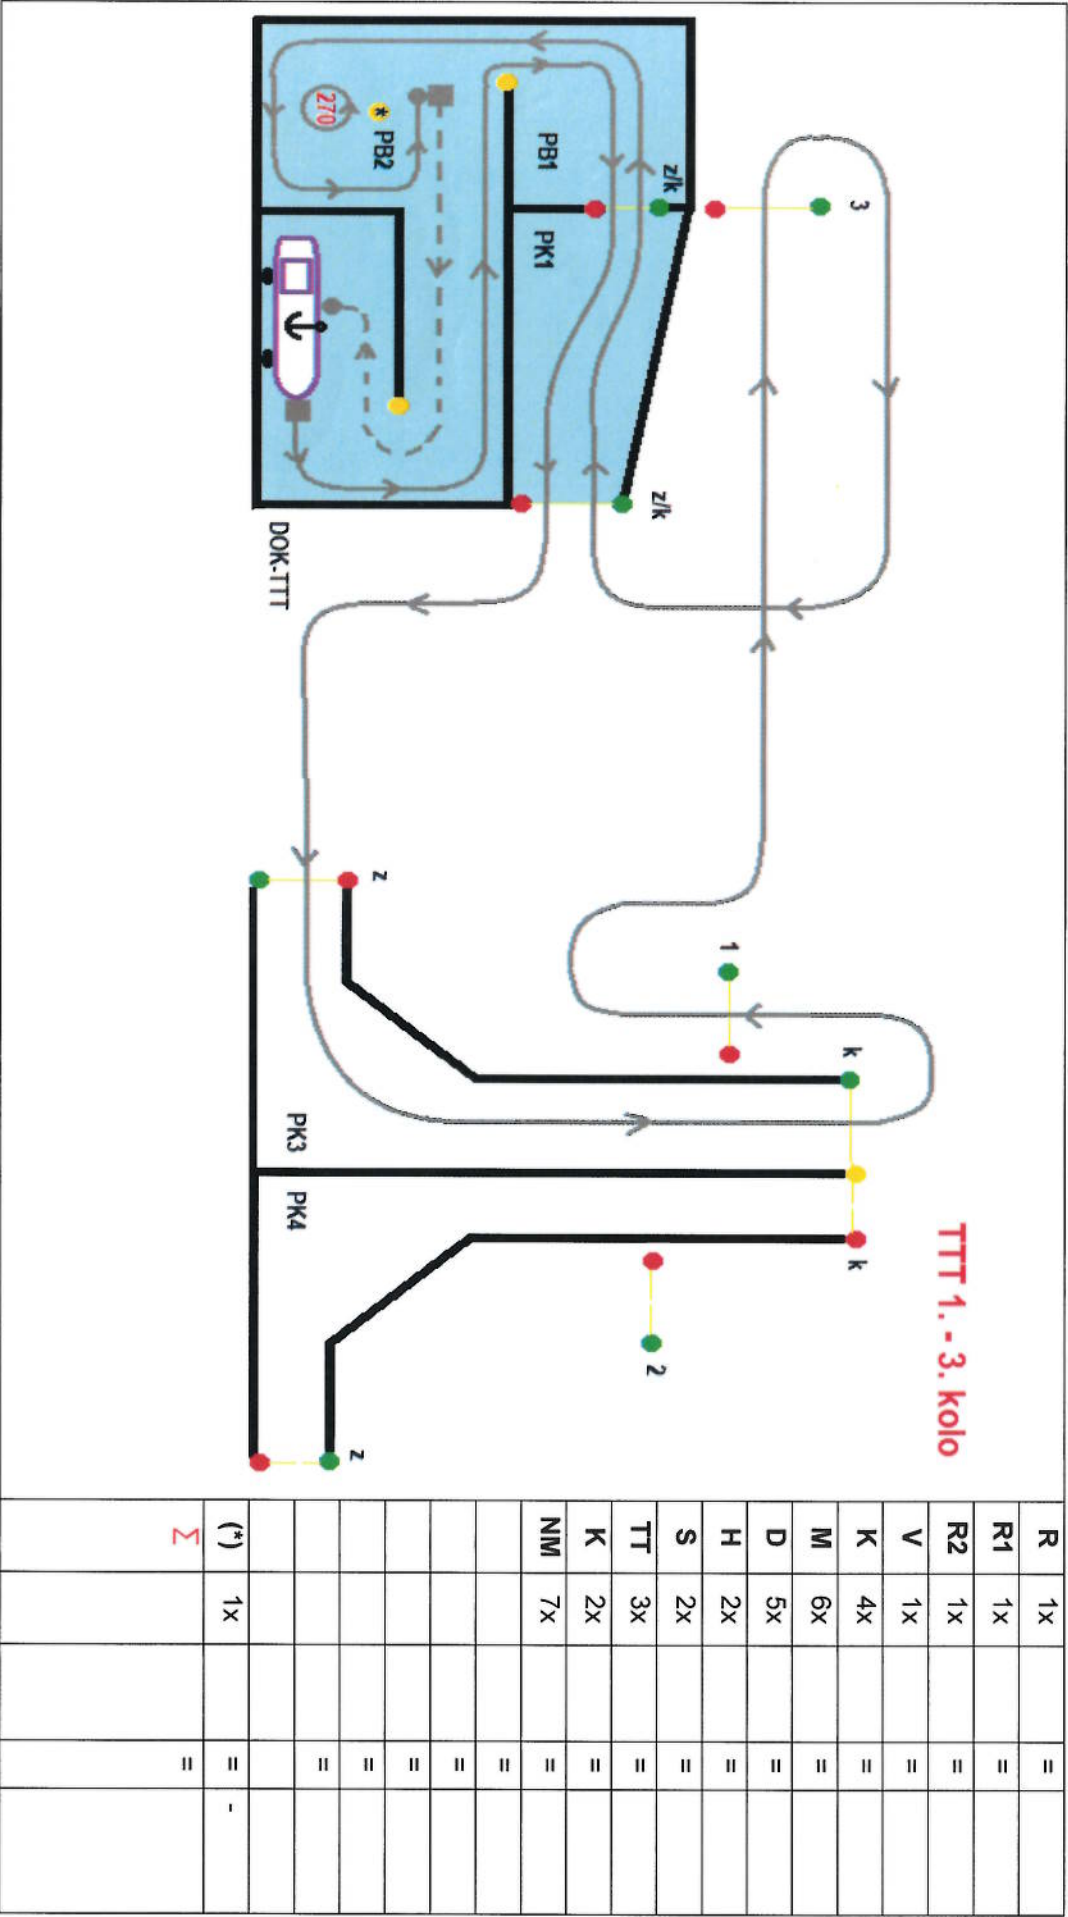 TTT 1. - 3. kolo
3
z/k
z/k
PB1
PK1
PB2
*
270
DOK-TTT
z
1
k
PK3
PK4
k
2
z
R 1x =
R1 1x =
R2 1x =
V 1x =
K 4x =
M 6x =
D 5x =
H 2x =
S 2x =
TT 3x =
K 2x =
NM 7x =
=
=
=
=
=
(*) 1x = -
Σ =